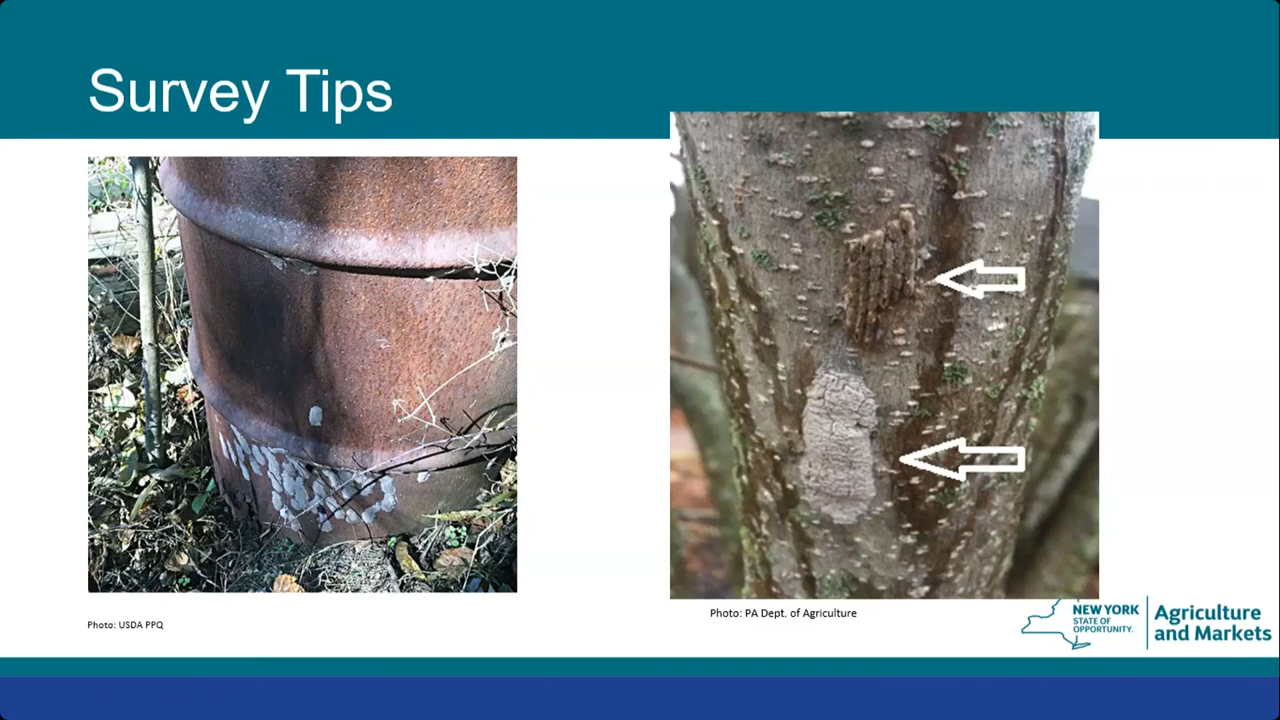 Survey Tips
Photo: USDA PPQ
Photo: PA Dept. of Agriculture
NEW YORK
STATE OF
OPPORTUNITY.
Agriculture
and Markets